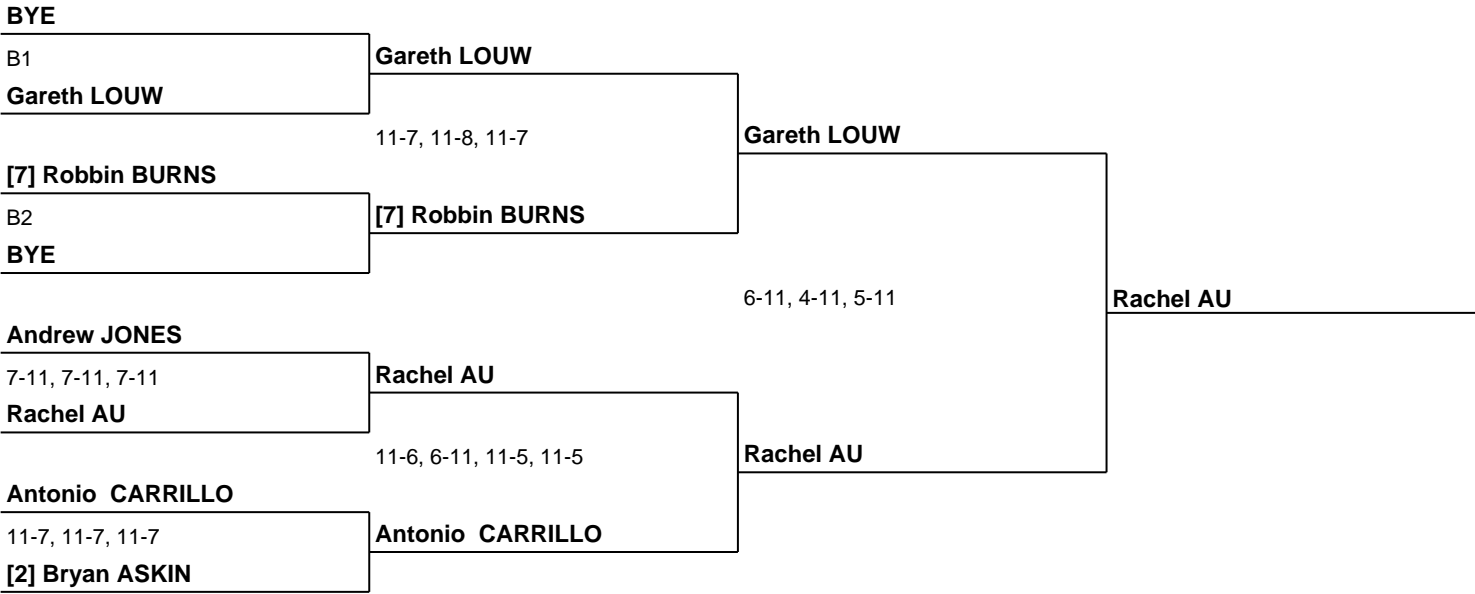 BYE
B1
Gareth LOUW
Gareth LOUW
11-7, 11-8, 11-7
Gareth LOUW
[7] Robbin BURNS
B2
[7] Robbin BURNS
BYE
6-11, 4-11, 5-11
Rachel AU
Andrew JONES
7-11, 7-11, 7-11
Rachel AU
Rachel AU
11-6, 6-11, 11-5, 11-5
Rachel AU
Antonio  CARRILLO
11-7, 11-7, 11-7
Antonio  CARRILLO
[2] Bryan ASKIN